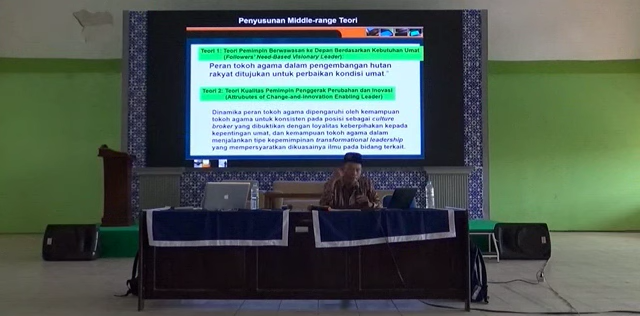 Penyusunan Middle-range Teori
Teori 1: Teori Pemimpin Berwawasan ke Depan Berdasarkan Kebutuhan Umat
(Followers' Need-Based Visionary Leader)
Peran tokoh agama dalam pengembangan hutan
rakyat ditujukan untuk perbaikan kondisi umat."
Teori 2: Teori Kualitas Pemimpin Penggerak Perubahan dan Inovasi
(Attrubutes of Change-and-Innovation Enabling Leader)
Dinamika peran tokoh agama dipengaruhi oleh kemampuan
tokoh agama untuk konsisten pada posisi sebagai culture
broker yang dibuktikan dengan loyalitas keberpihakan kepada
kepentingan umat, dan kemampuan tokoh agama dalam
menjalankan tipe kepemimpinan transformational leadership
yang mempersyaratkan dikuasainya ilmu pada bidang terkait.